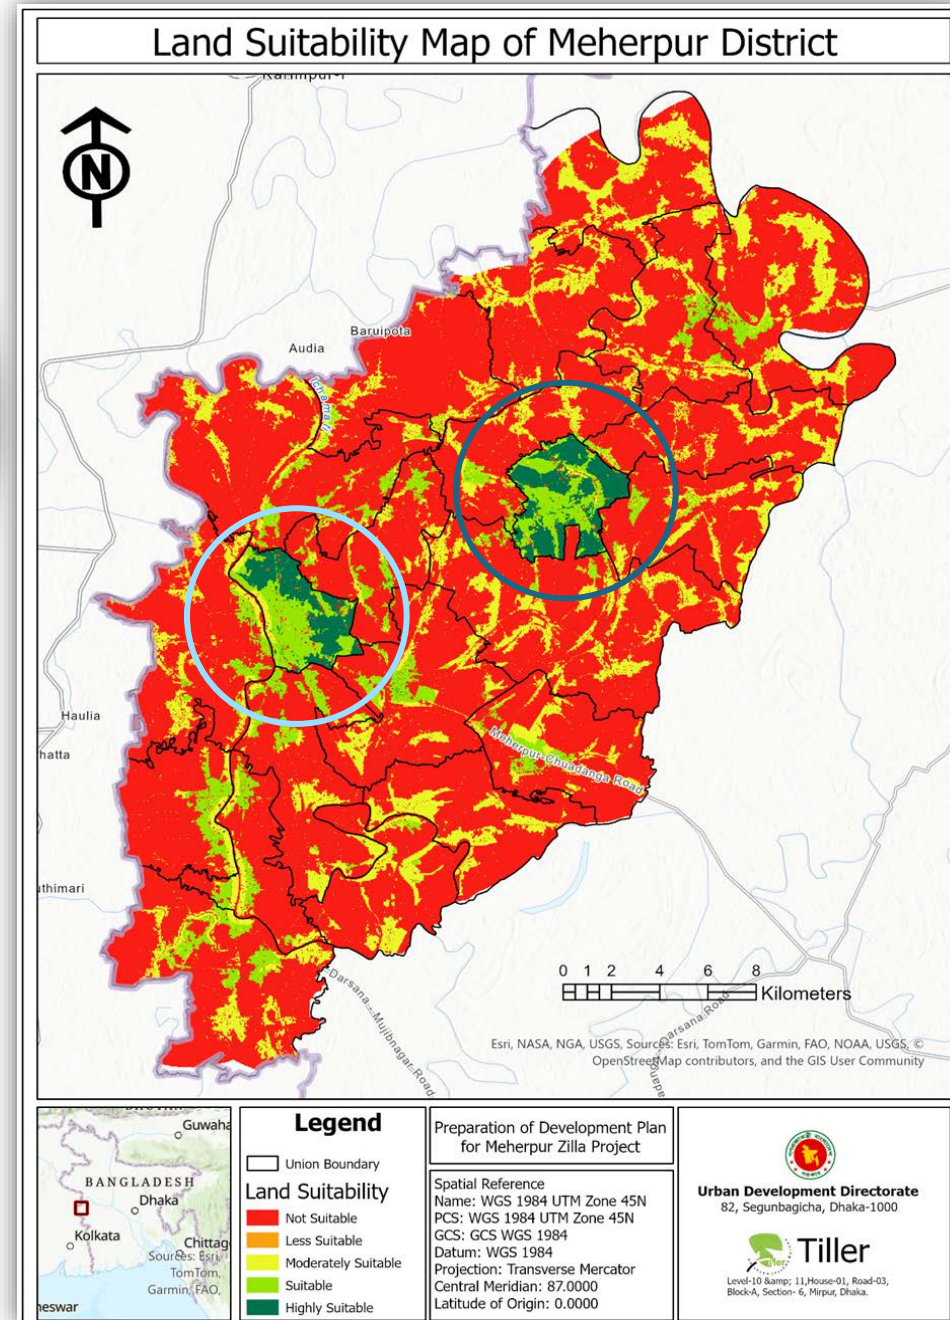 Land Suitability Map of Meherpur District
Karimpur-I
N
Baruipota
Audia
Ichamati
Haulia
hatta
Meherpur-Chuadanga Road
uthimari
Darsana - Mujibnagar Road
Darsana Road
0 1 2 4 6 8
Kilometers
Esri, NASA, NGA, USGS, Sources: Esri, TomTom, Garmin, FAO, NOAA, USGS, ©
OpenStreetMap contributors, and the GIS User Community
BHUTAN
Guwaha
BANGLADESH
Dhaka
Kolkata
Chittag
Sources: Esri,
TomTom,
Garmin, FAO,
neswar
Legend
Union Boundary
Land Suitability
Not Suitable
Less Suitable
Moderately Suitable
Suitable
Highly Suitable
Preparation of Development Plan
for Meherpur Zilla Project
Spatial Reference
Name: WGS 1984 UTM Zone 45N
PCS: WGS 1984 UTM Zone 45N
GCS: GCS WGS 1984
Datum: WGS 1984
Projection: Transverse Mercator
Central Meridian: 87.0000
Latitude of Origin: 0.0000
Urban Development Directorate
82, Segunbagicha, Dhaka-1000
Tiller
Level-10 &amp; 11,House-01, Road-03,
Block-A, Section- 6, Mirpur, Dhaka.